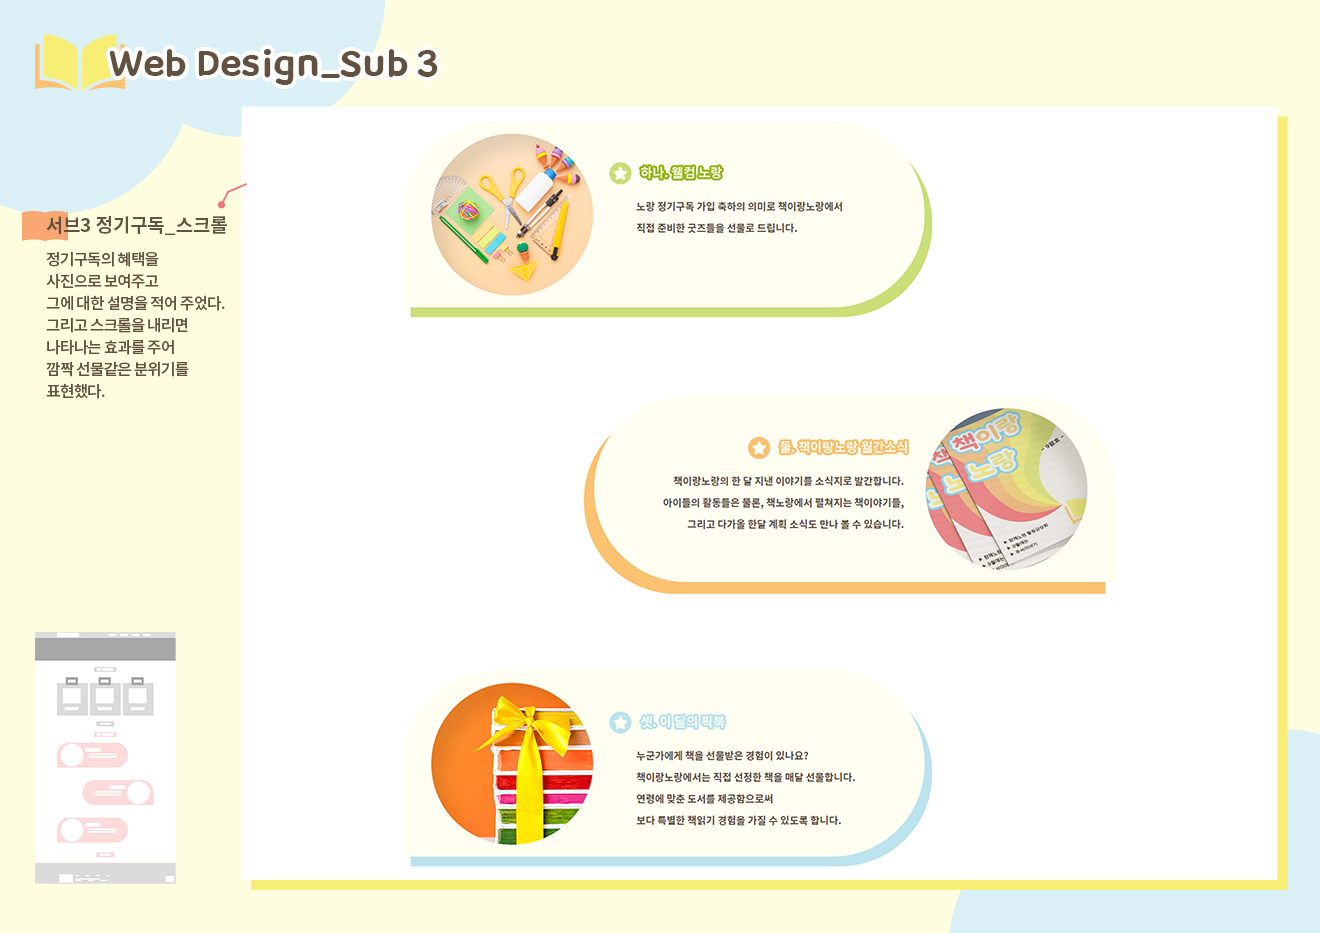 Web Design_Sub 3
서브3 정기구독_스크롤
정기구독의 혜택을
사진으로 보여주고
그에 대한 설명을 적어 주었다.
그리고 스크롤을 내리면
나타나는 효과를 주어
깜짝 선물같은 분위기를
표현했다.
하나. 웰컴 노랑
노랑 정기구독 가입 축하의 의미로 책이랑노랑에서
직접 준비한 굿즈들을 선물로 드립니다.
둘. 책이랑노랑 월간소식
책이랑노랑의 한 달 지낸 이야기를 소식지로 발간합니다.
아이들의 활동들은 물론, 책노랑에서 펼쳐지는 책이야기들,
그리고 다가올 한달 계획 소식도 만나 볼 수 있습니다.
책이랑
노랑
셋. 이 달의 픽북
누군가에게 책을 선물받은 경험이 있나요?
책이랑노랑에서는 직접 선정한 책을 매달 선물합니다.
연령에 맞춘 도서를 제공함으로써
보다 특별한 책읽기 경험을 가질 수 있도록 합니다.